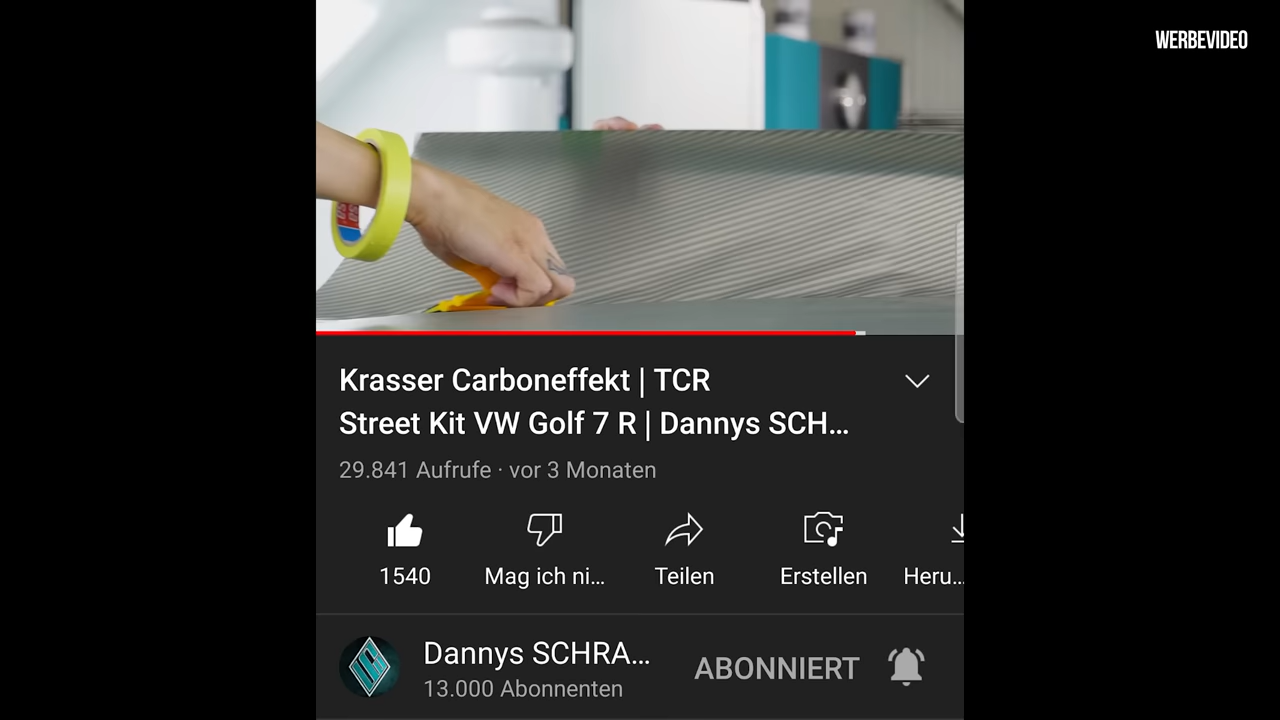 WERBEVIDEO
Krasser Carboneffekt | TCR
Street Kit VW Golf 7 R | Dannys SCH...
29.841 Aufrufe · vor 3 Monaten
1540
Mag ich ni...
Teilen
Erstellen
Heru...
Dannys SCHRA...
13.000 Abonnenten
ABONNIERT